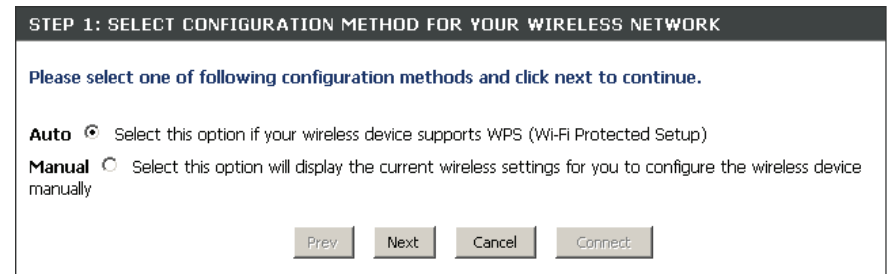 STEP 1: SELECT CONFIGURATION METHOD FOR YOUR WIRELESS NETWORK
Please select one of following configuration methods and click next to continue.
Auto Select this option if your wireless device supports WPS (Wi-Fi Protected Setup)
Manual Select this option will display the current wireless settings for you to configure the wireless device
manually
Prev Next Cancel Connect